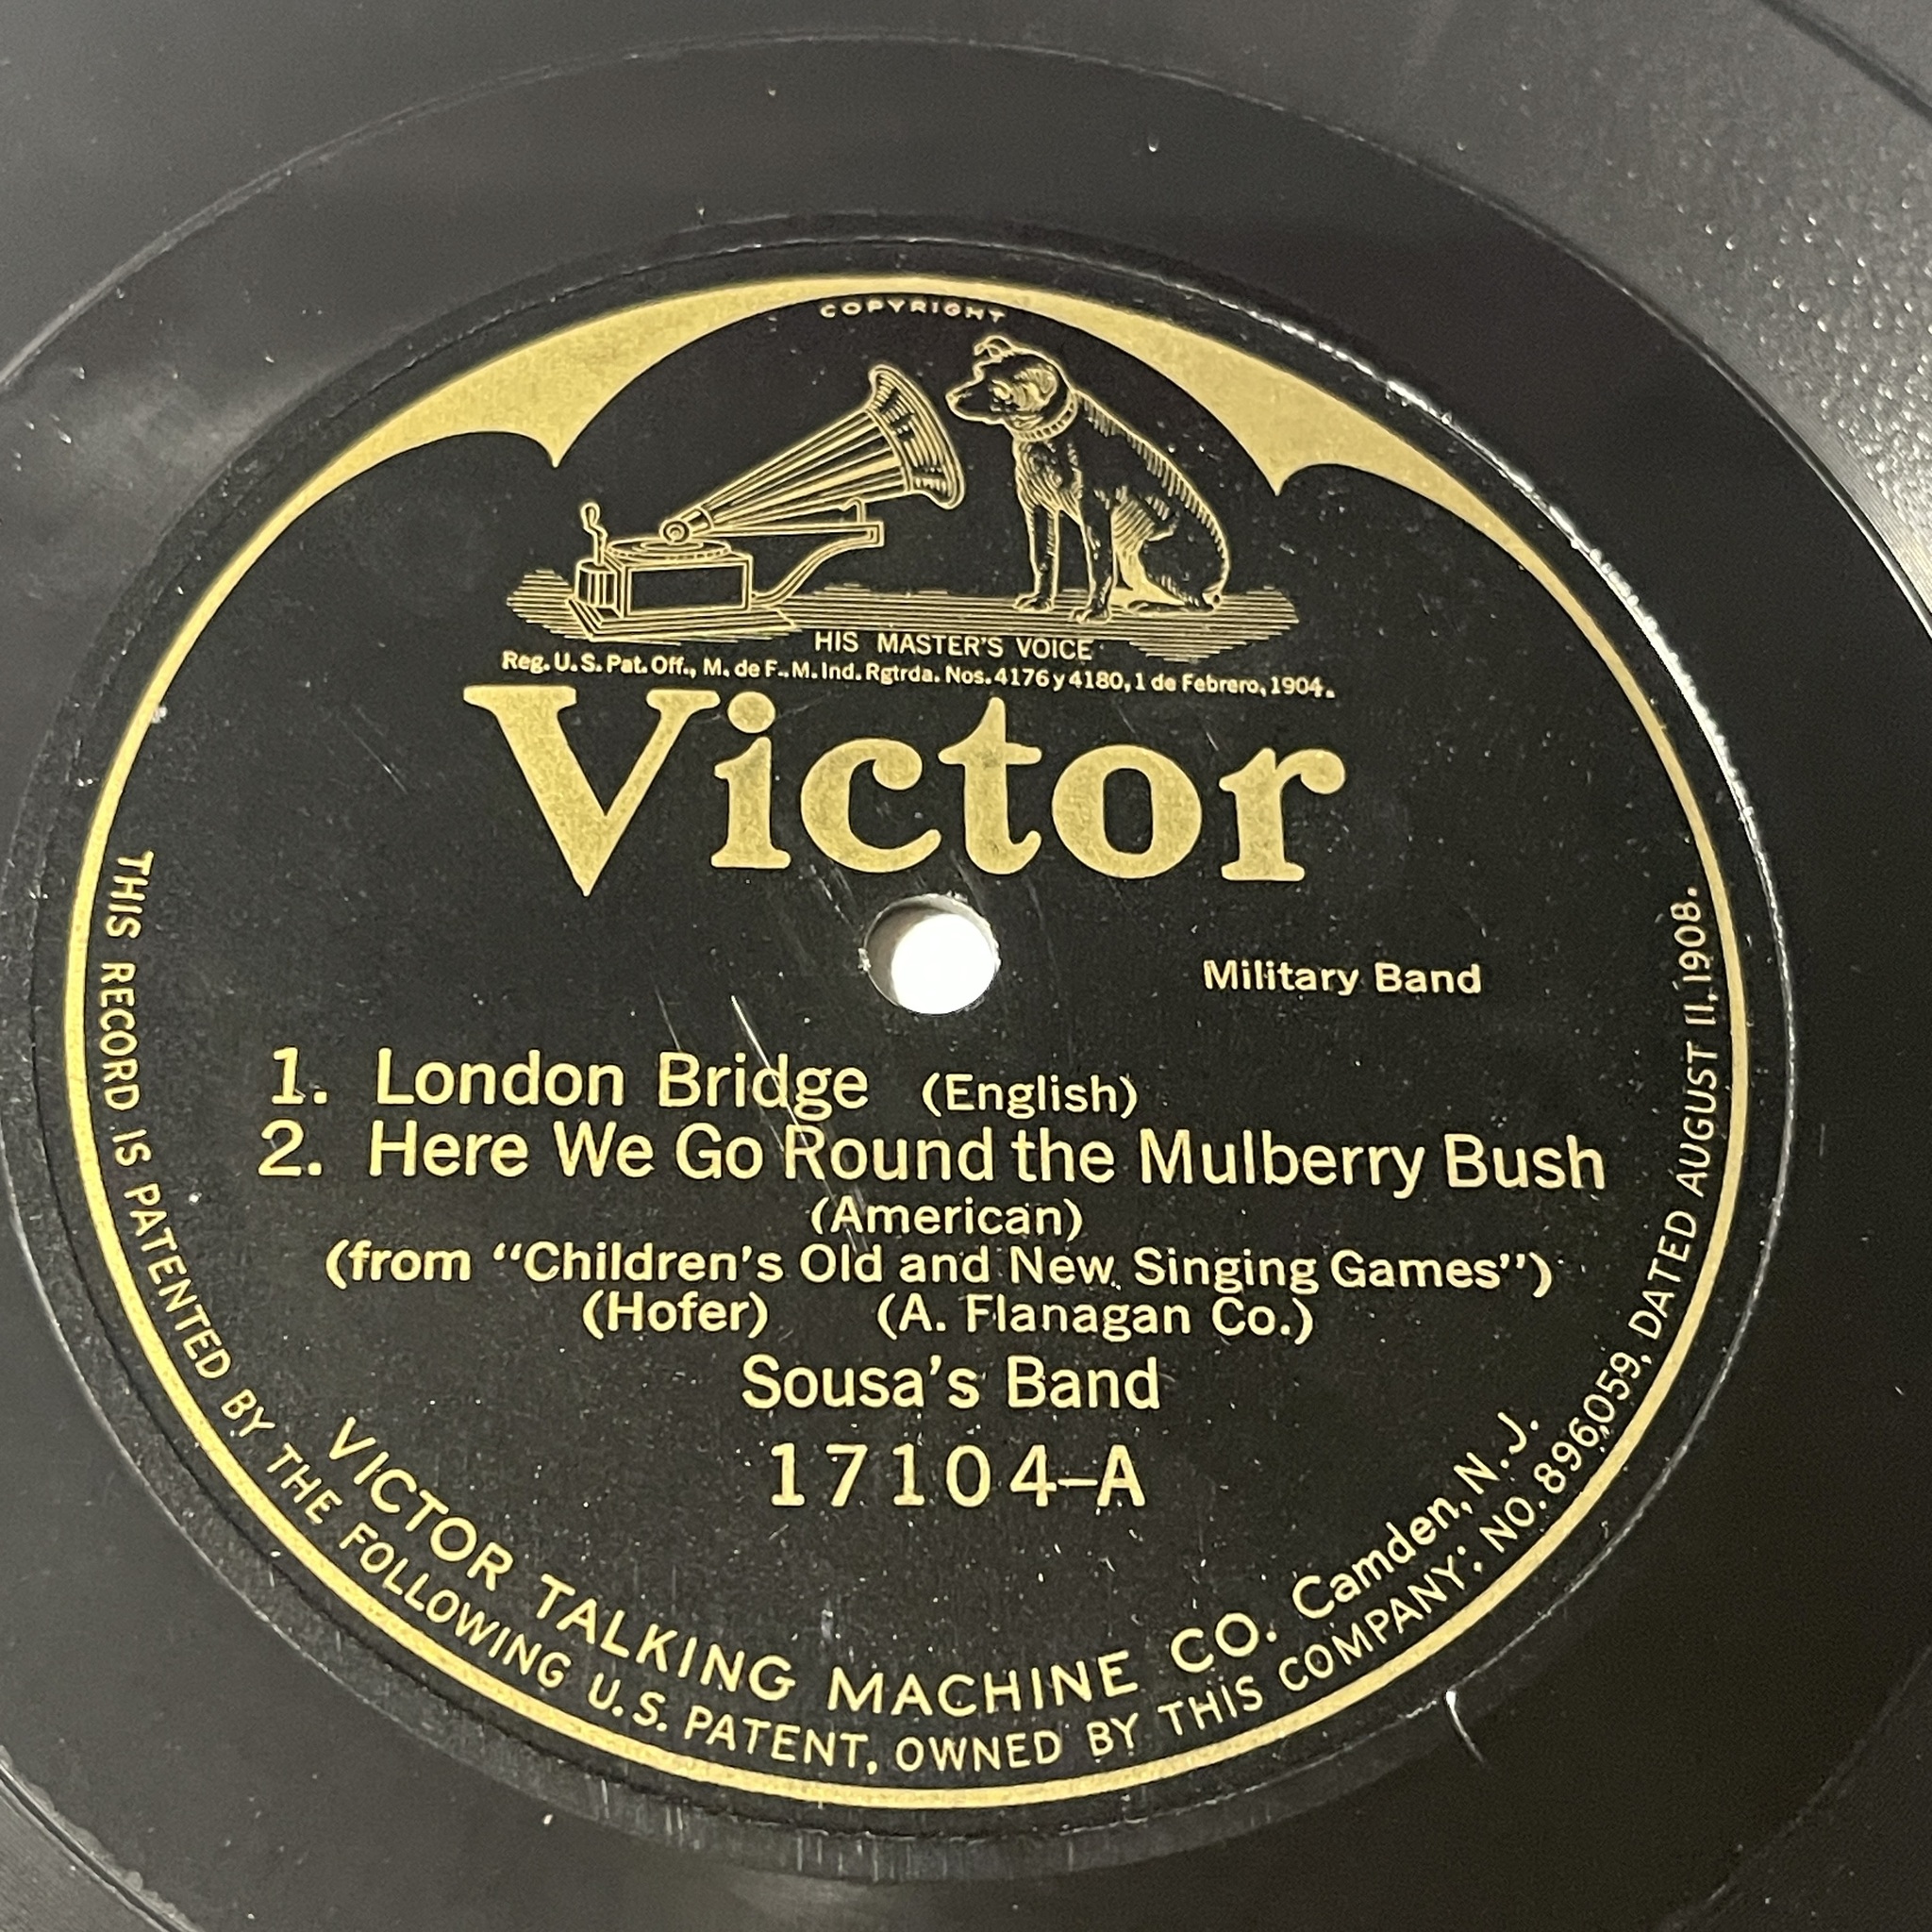 COPYRIGHT
HIS MASTER'S VOICE
Reg. U. S. Pat. Off., M. de F.. M. Ind. Rgtrda. Nos. 4176 y 4180, 1 de Febrero, 1904.
Victor
Military Band
1. London Bridge (English)
2. Here We Go Round the Mulberry Bush
(American)
(from "Children's Old and New Singing Games")
(Hofer) (A. Flanagan Co.)
Sousa's Band
17104-A
VICTOR TALKING MACHINE CO. Camden, N. J.
THIS RECORD IS PATENTED BY THE FOLLOWING U.S. PATENT, OWNED BY THIS COMPANY: NO. 896,059, DATED AUGUST 11, 1908.